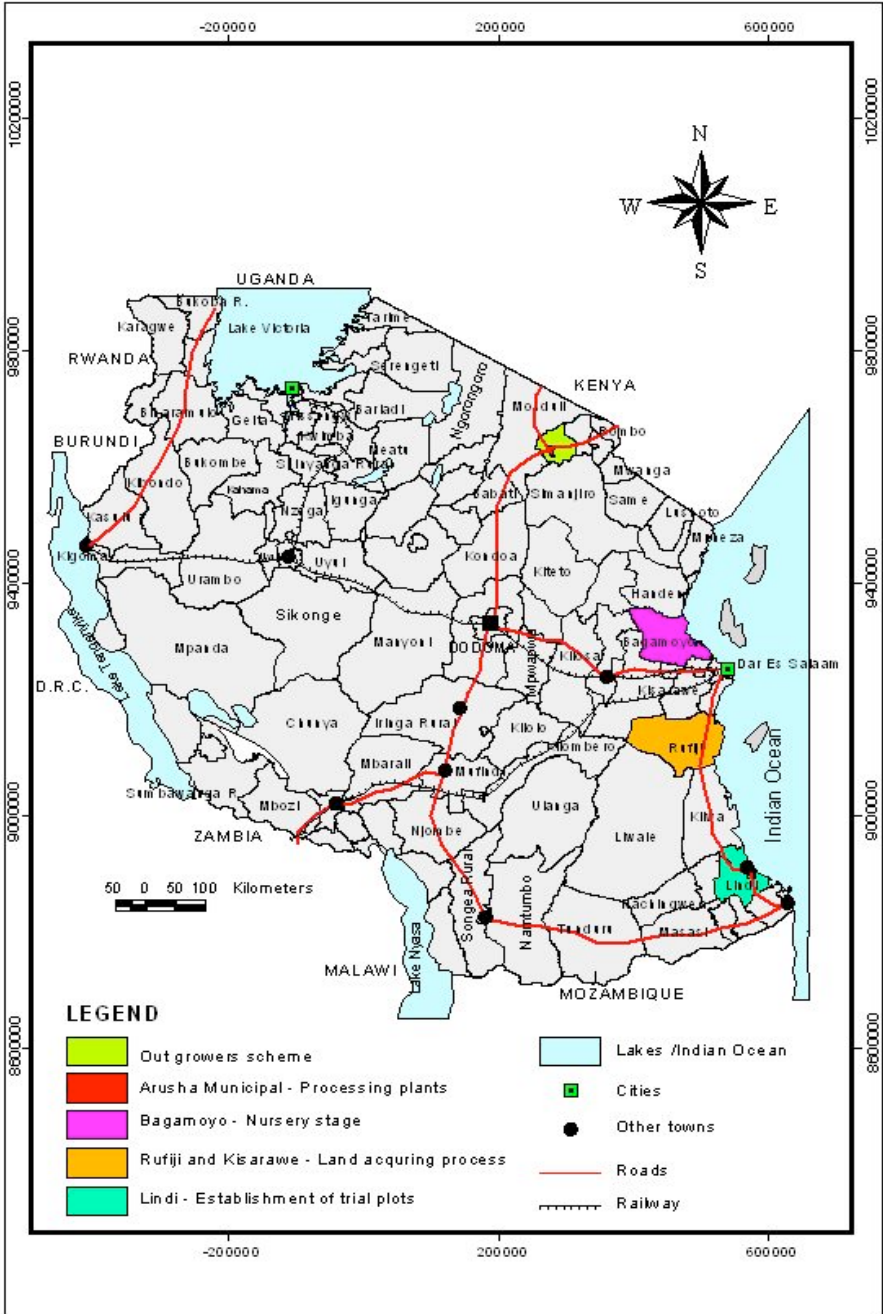 -200000 200000 600000
10200000
9800000
9400000
9000000
8600000
10200000
9800000
9400000
9000000
8600000
N
W E
S
UGANDA
Bukoba R.
Karagwe
Lake Victoria
Tarime
RWANDA
Serengeti
KENYA
Ngorongoro
Monduli
Biharamulo
Geita
Bariadi
Rombo
BURUNDI
Kwimba
Meatu
Bukombe
Shinyanga Rural
Mwanga
Kibondo
Kahama
Igunga
Babati
Simanjiro
Same
Kasulu
Nzega
Lushoto
Muheza
Kigoma
Uyui
Kondoa
Urambo
Kiteto
Handeni
Sikonge
Lake Tanganyika
Mpanda
Manyoni
DODOMA
Mpwapwa
Kilosa
Bagamoyo
Dar Es Salaam
D.R.C.
Kisarawe
Chunya
Iringa Rural
Kilolo
Kilombero
Rufiji
Mbarali
Mufindi
Indian Ocean
Sumbawanga R.
Mbozi
Ulanga
Kilwa
ZAMBIA
Njombe
Liwale
50 0 50 100 Kilometers
Songea Rural
Namtumbo
Lindi
Nachingwea
Tunduru
Masasi
MALAWI
Lake Nyasa
MOZAMBIQUE
LEGEND
Out growers scheme
Arusha Municipal - Processing plants
Bagamoyo - Nursery stage
Rufiji and Kisarawe - Land acquring process
Lindi - Establishment of trial plots
Lakes /Indian Ocean
Cities
Other towns
Roads
Railway
-200000 200000 600000